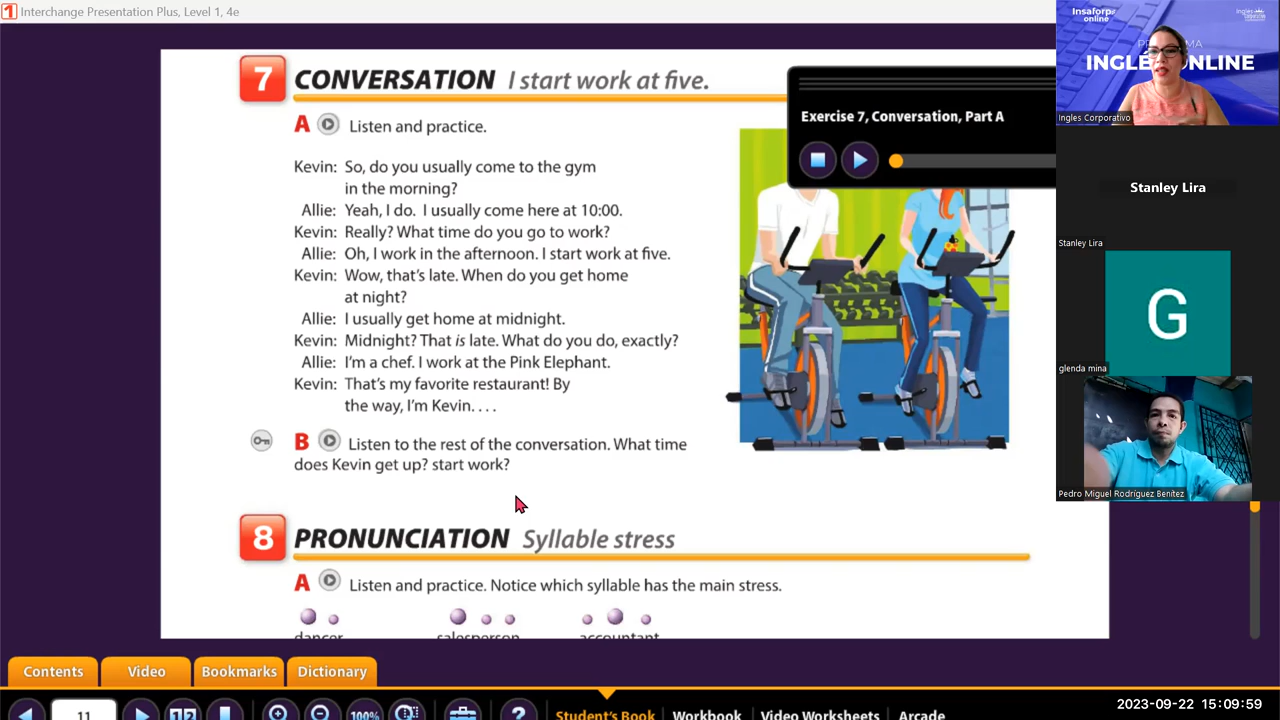 Interchange Presentation Plus, Level 1, 4e
7 CONVERSATION I start work at five.
A Listen and practice.
Kevin: So, do you usually come to the gym
in the morning?
Allie: Yeah, I do. I usually come here at 10:00.
Kevin: Really? What time do you go to work?
Allie: Oh, I work in the afternoon. I start work at five.
Kevin: Wow, that's late. When do you get home
at night?
Allie: I usually get home at midnight.
Kevin: Midnight? That is late. What do you do, exactly?
Allie: I'm a chef. I work at the Pink Elephant.
Kevin: That's my favorite restaurant! By
the way, I'm Kevin. . . .
B Listen to the rest of the conversation. What time
does Kevin get up? start work?
8 PRONUNCIATION Syllable stress
A Listen and practice. Notice which syllable has the main stress.
dancer salesperson accountant
Exercise 7, Conversation, Part A
Insaforp
online
INGLÉS ONLINE
Ingles Corporativo
Stanley Lira
Stanley Lira
G
glenda mina
Pedro Miguel Rodríguez Benítez
Contents Video Bookmarks Dictionary
11 100% ? Student's Book Workbook Video Worksheets Arcade
2023-09-22 15:09:59